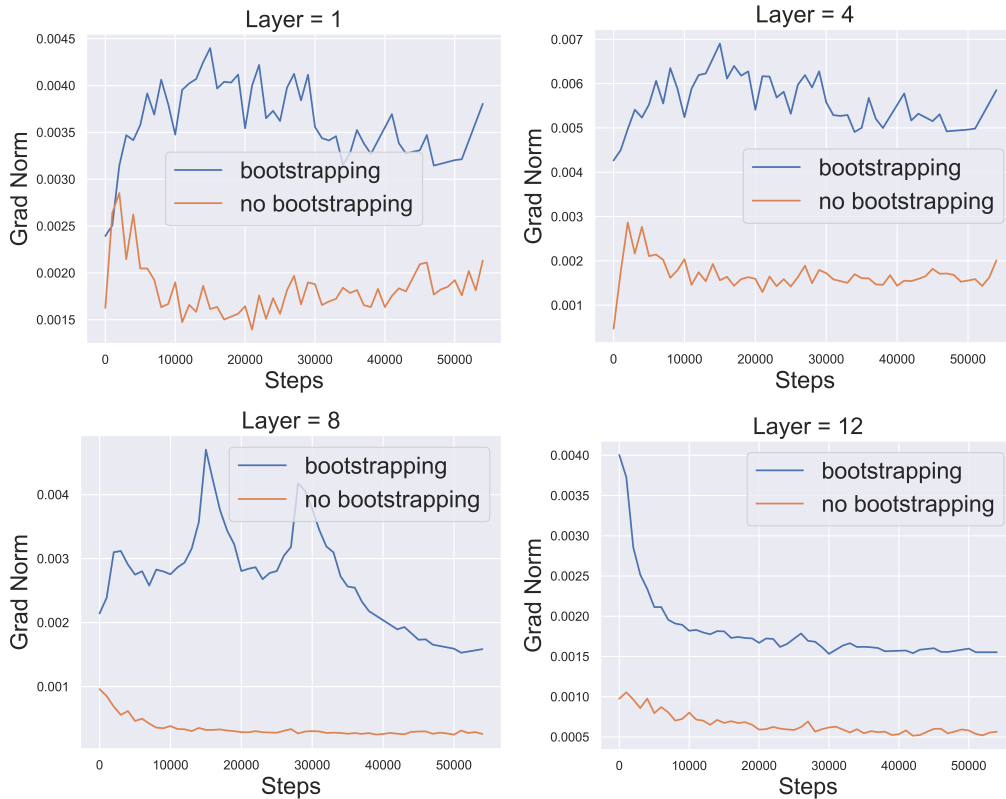 Layer = 1
0.0045
0.0040
0.0035
0.0030
0.0025
0.0020
0.0015
Grad Norm
bootstrapping
no bootstrapping
0 10000 20000 30000 40000 50000
Steps
Layer = 4
0.007
0.006
0.005
0.004
0.003
0.002
0.001
Grad Norm
bootstrapping
no bootstrapping
0 10000 20000 30000 40000 50000
Steps
Layer = 8
0.004
0.003
0.002
0.001
Grad Norm
bootstrapping
no bootstrapping
0 10000 20000 30000 40000 50000
Steps
Layer = 12
0.0040
0.0035
0.0030
0.0025
0.0020
0.0015
0.0010
0.0005
Grad Norm
bootstrapping
no bootstrapping
0 10000 20000 30000 40000 50000
Steps